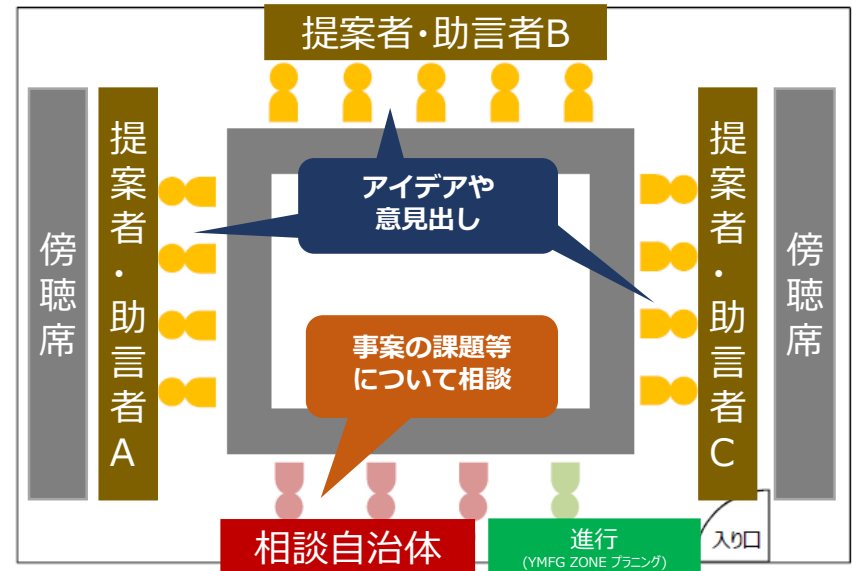 提案者・助言者B
傍聴席
提案者・助言者A
アイデアや
意見出し
提案者・助言者C
傍聴席
事案の課題等
について相談
相談自治体
進行
(YMFG ZONE プラニング)
入り口